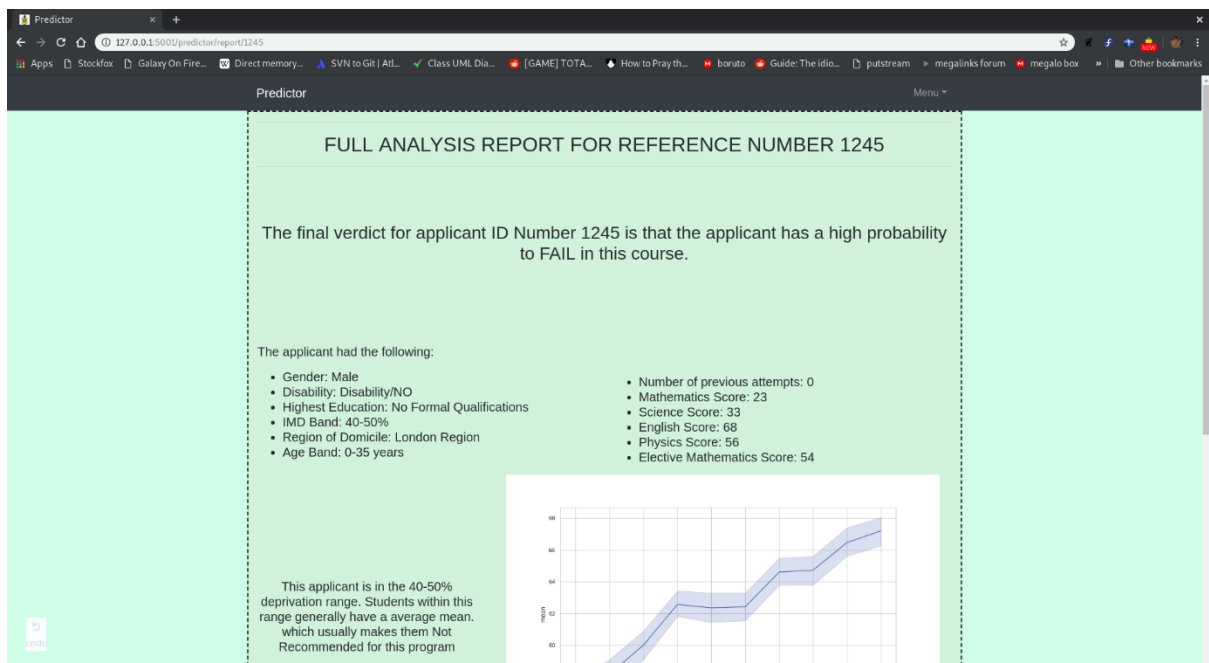 Predictor
127.0.0.1:5001/predictor/report/1245
NEW
Apps Stockfox Galaxy On Fire... Direct memory... SVN to Git | Atl... Class UML Dia... [GAME] TOTA... How to Pray th... boruto Guide: The idio... putstream megalinks forum megalo box » Other bookmarks
Predictor Menu
FULL ANALYSIS REPORT FOR REFERENCE NUMBER 1245
The final verdict for applicant ID Number 1245 is that the applicant has a high probability
to FAIL in this course.
The applicant had the following:
• Gender: Male
• Disability: Disability/NO
• Highest Education: No Formal Qualifications
• IMD Band: 40-50%
• Region of Domicile: London Region
• Age Band: 0-35 years
• Number of previous attempts: 0
• Mathematics Score: 23
• Science Score: 33
• English Score: 68
• Physics Score: 56
• Elective Mathematics Score: 54
This applicant is in the 40-50%
deprivation range. Students within this
range generally have a average mean.
which usually makes them Not
Recommended for this program
68
66
64
62
60
mean
undo